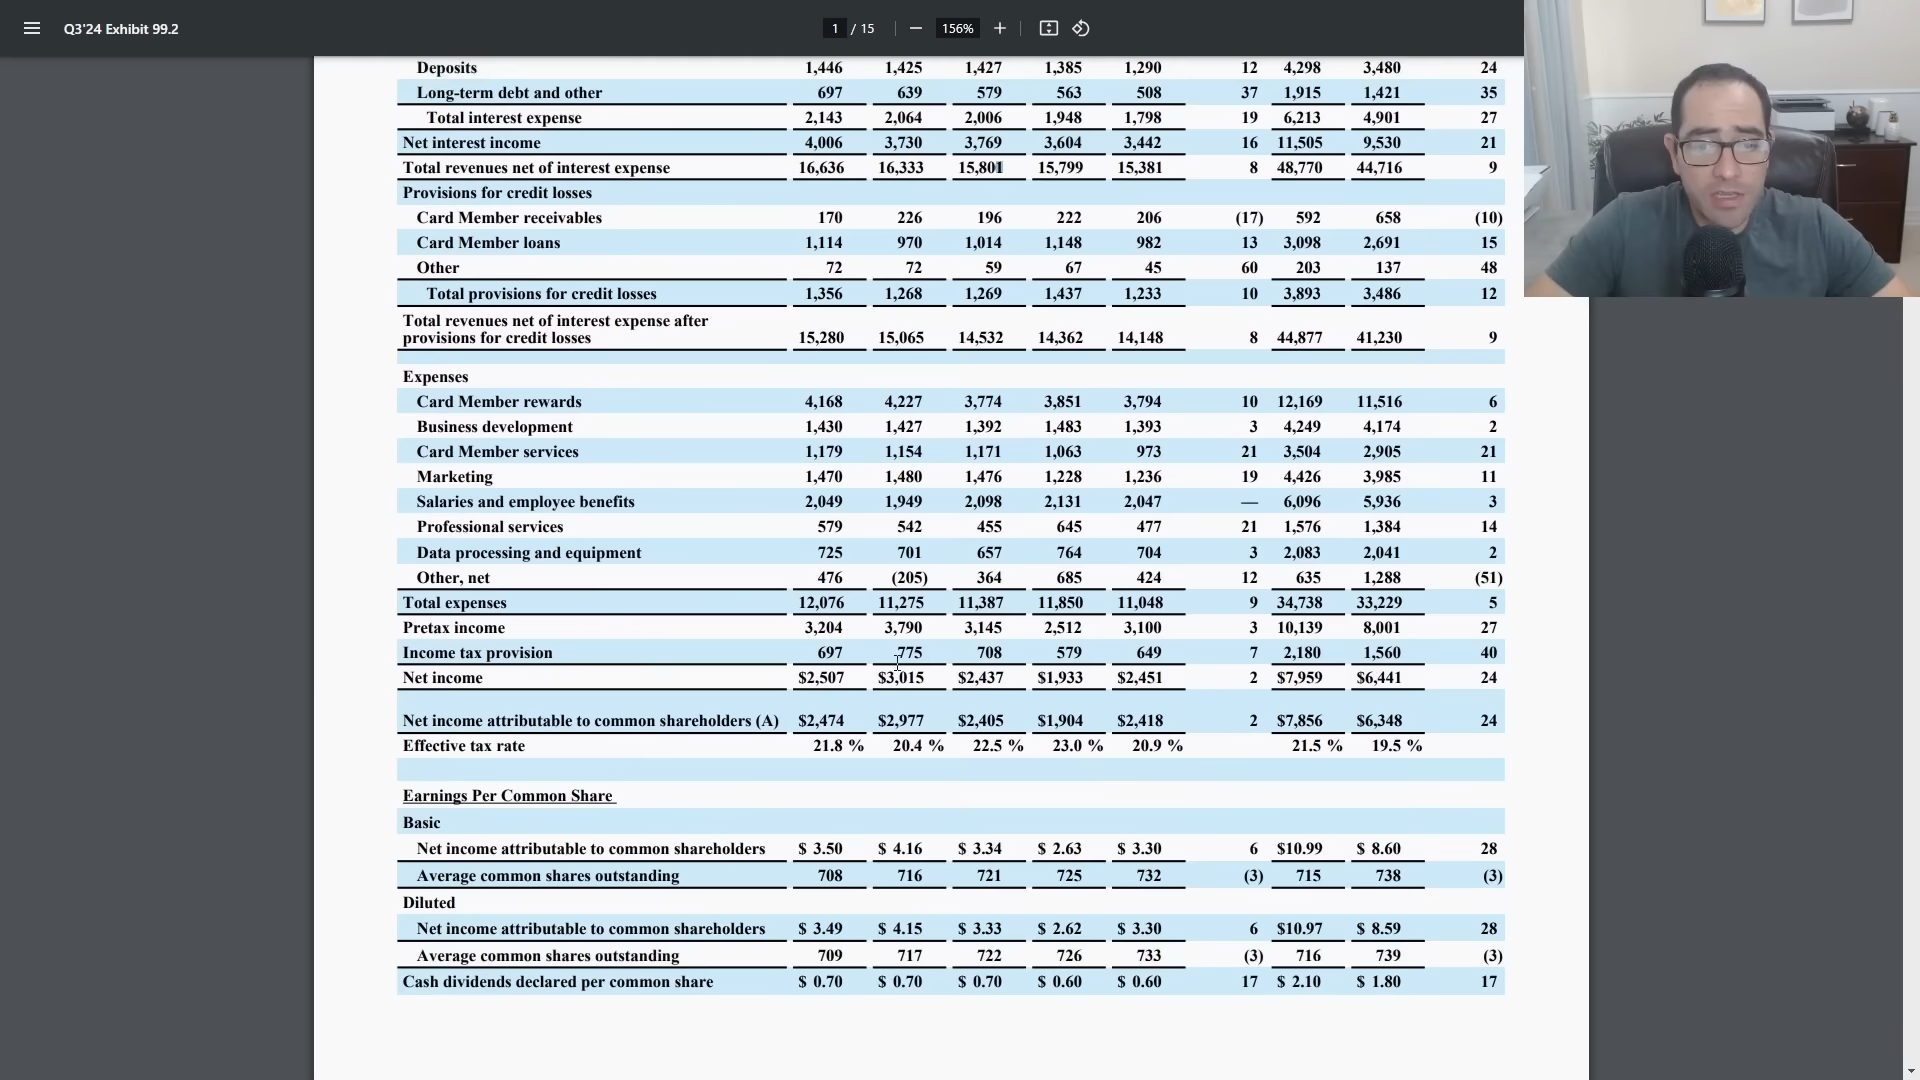 Q3'24 Exhibit 99.2 1 / 15 156%
Deposits 1,446 1,425 1,427 1,385 1,290 12 4,298 3,480 24
Long-term debt and other 697 639 579 563 508 37 1,915 1,421 35
Total interest expense 2,143 2,064 2,006 1,948 1,798 19 6,213 4,901 27
Net interest income 4,006 3,730 3,769 3,604 3,442 16 11,505 9,530 21
Total revenues net of interest expense 16,636 16,333 15,801 15,799 15,381 8 48,770 44,716 9
Provisions for credit losses
Card Member receivables 170 226 196 222 206 (17) 592 658 (10)
Card Member loans 1,114 970 1,014 1,148 982 13 3,098 2,691 15
Other 72 72 59 67 45 60 203 137 48
Total provisions for credit losses 1,356 1,268 1,269 1,437 1,233 10 3,893 3,486 12
Total revenues net of interest expense after
provisions for credit losses 15,280 15,065 14,532 14,362 14,148 8 44,877 41,230 9
Expenses
Card Member rewards 4,168 4,227 3,774 3,851 3,794 10 12,169 11,516 6
Business development 1,430 1,427 1,392 1,483 1,393 3 4,249 4,174 2
Card Member services 1,179 1,154 1,171 1,063 973 21 3,504 2,905 21
Marketing 1,470 1,480 1,476 1,228 1,236 19 4,426 3,985 11
Salaries and employee benefits 2,049 1,949 2,098 2,131 2,047 — 6,096 5,936 3
Professional services 579 542 455 645 477 21 1,576 1,384 14
Data processing and equipment 725 701 657 764 704 3 2,083 2,041 2
Other, net 476 (205) 364 685 424 12 635 1,288 (51)
Total expenses 12,076 11,275 11,387 11,850 11,048 9 34,738 33,229 5
Pretax income 3,204 3,790 3,145 2,512 3,100 3 10,139 8,001 27
Income tax provision 697 775 708 579 649 7 2,180 1,560 40
Net income $2,507 $3,015 $2,437 $1,933 $2,451 2 $7,959 $6,441 24
Net income attributable to common shareholders (A) $2,474 $2,977 $2,405 $1,904 $2,418 2 $7,856 $6,348 24
Effective tax rate 21.8 % 20.4 % 22.5 % 23.0 % 20.9 % 21.5 % 19.5 %
Earnings Per Common Share
Basic
Net income attributable to common shareholders $ 3.50 $ 4.16 $ 3.34 $ 2.63 $ 3.30 6 $10.99 $ 8.60 28
Average common shares outstanding 708 716 721 725 732 (3) 715 738 (3)
Diluted
Net income attributable to common shareholders $ 3.49 $ 4.15 $ 3.33 $ 2.62 $ 3.30 6 $10.97 $ 8.59 28
Average common shares outstanding 709 717 722 726 733 (3) 716 739 (3)
Cash dividends declared per common share $ 0.70 $ 0.70 $ 0.70 $ 0.60 $ 0.60 17 $ 2.10 $ 1.80 17